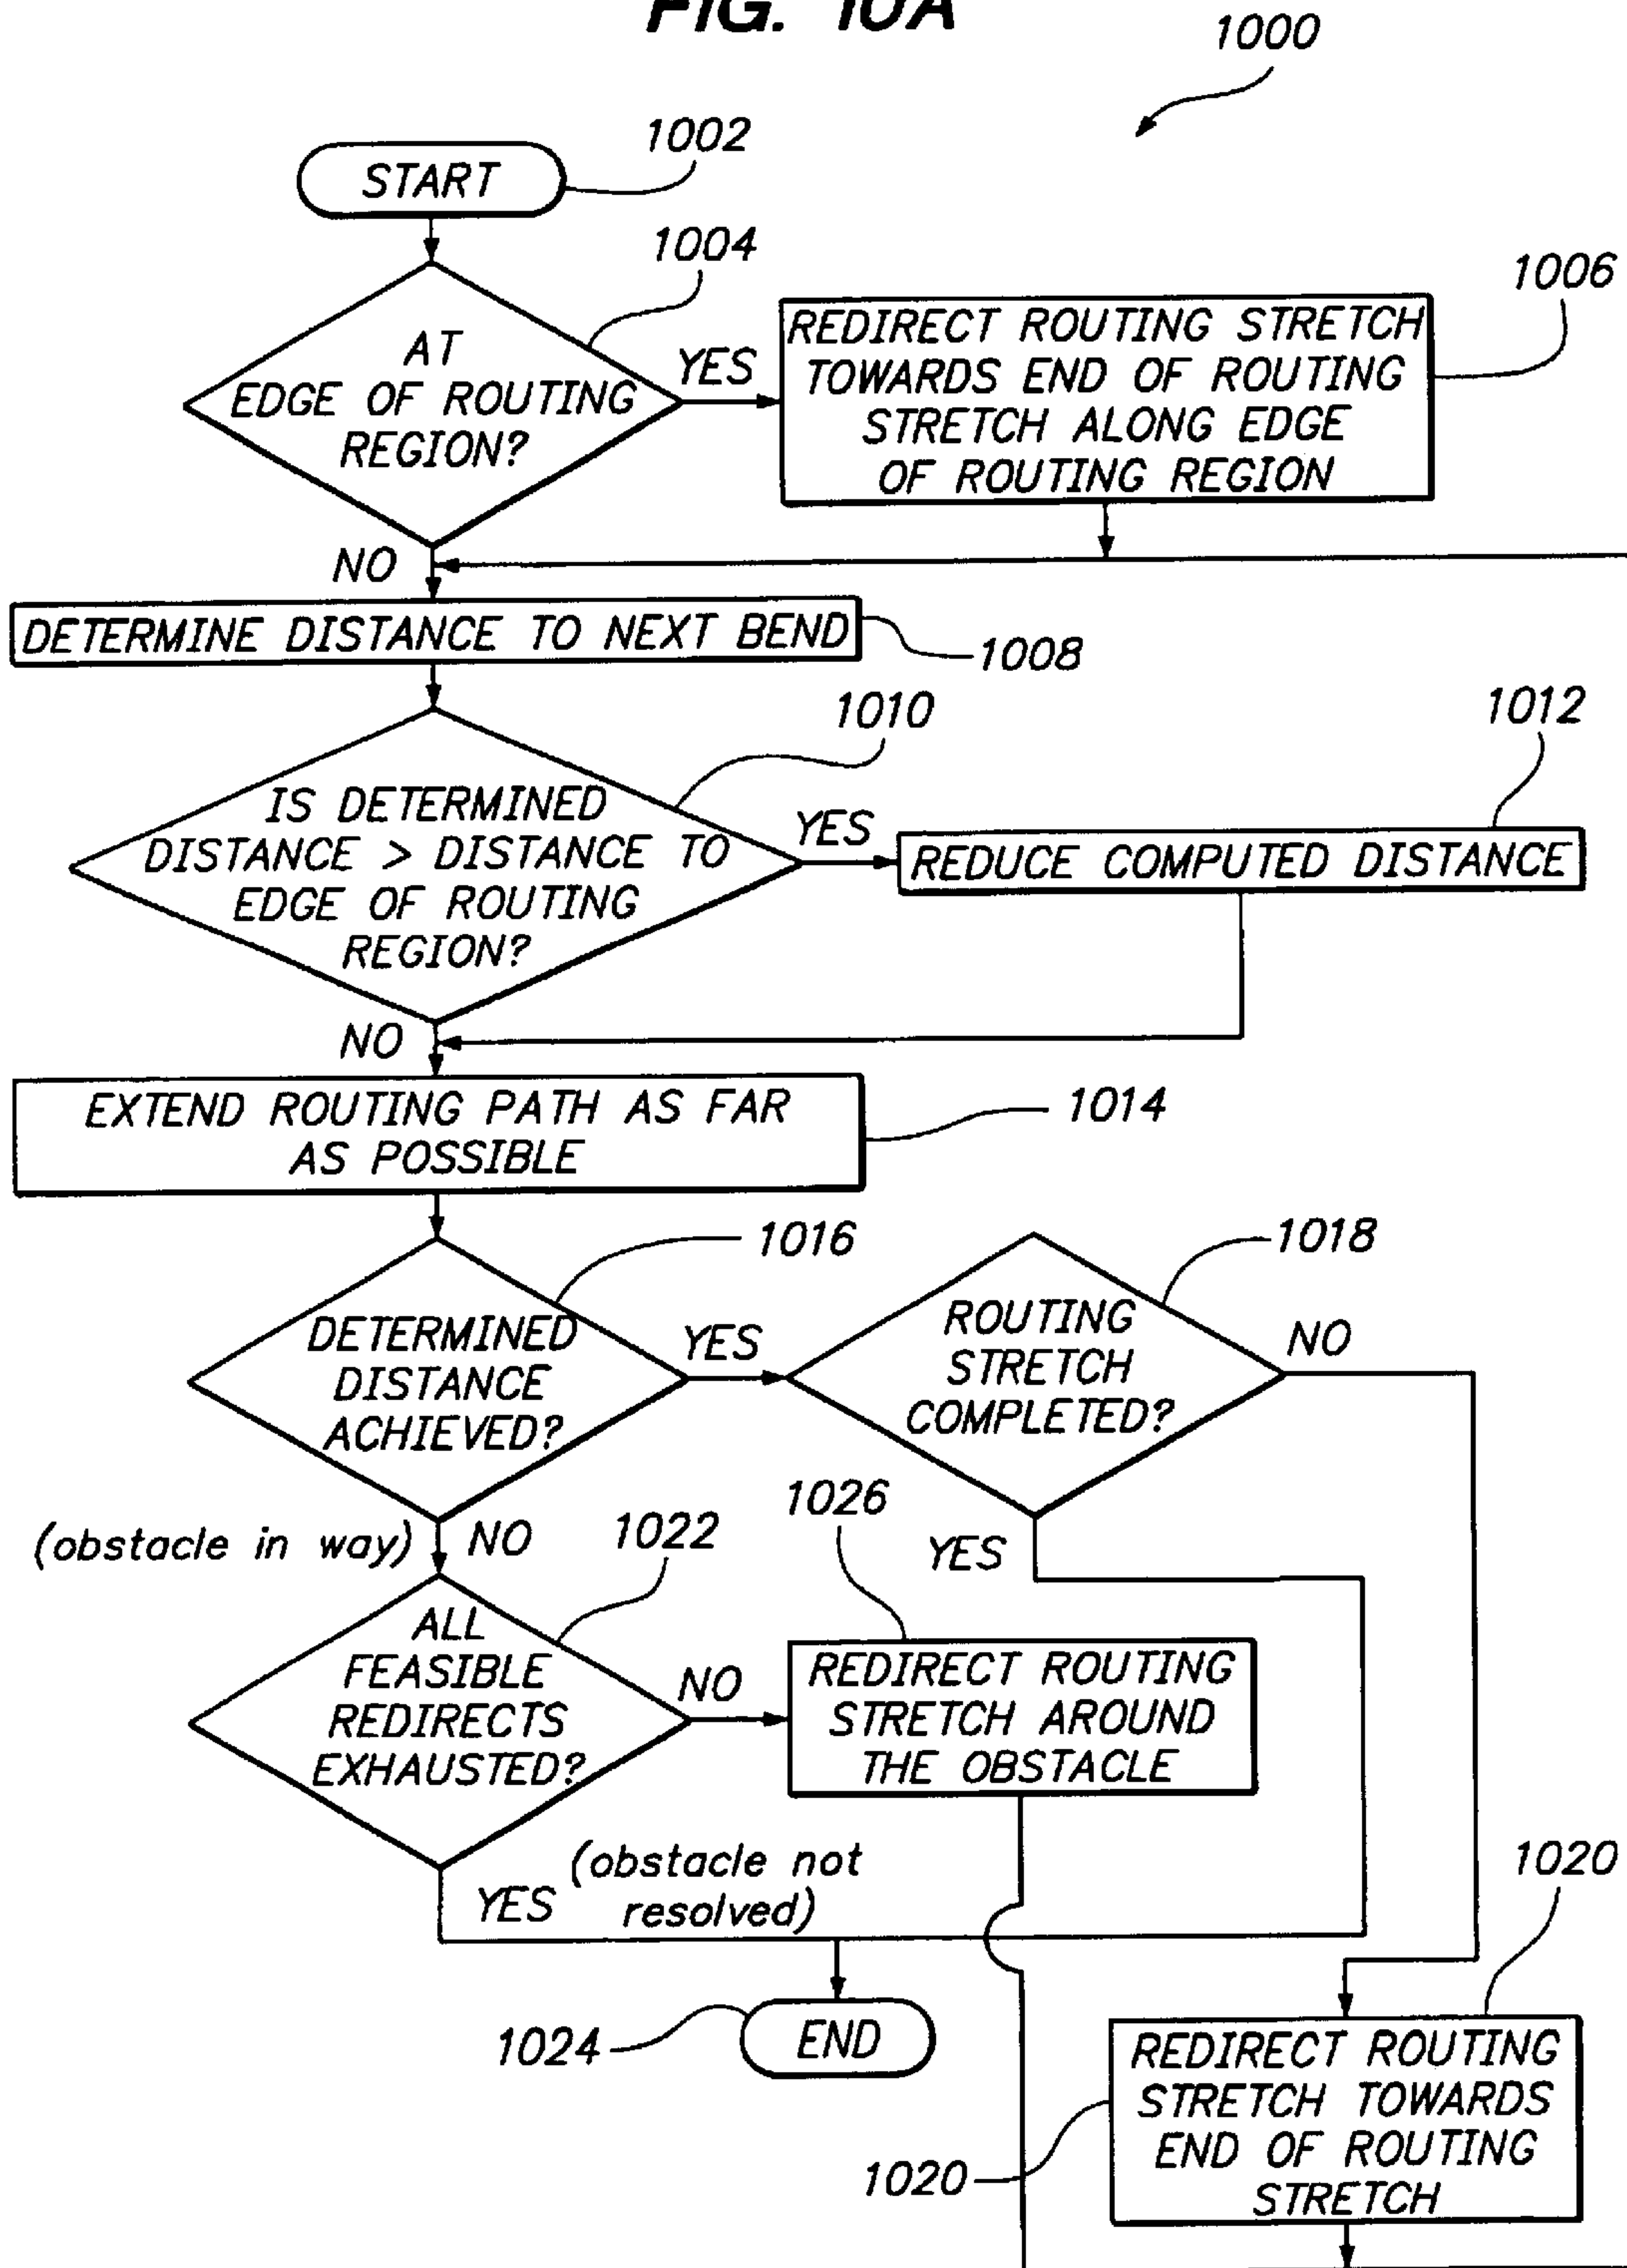 FIG. 10A
1000
1002
START
1004
1006
AT
EDGE OF ROUTING
REGION?
YES
REDIRECT ROUTING STRETCH
TOWARDS END OF ROUTING
STRETCH ALONG EDGE
OF ROUTING REGION
NO
DETERMINE DISTANCE TO NEXT BEND
1008
1010
1012
IS DETERMINED
DISTANCE > DISTANCE TO
EDGE OF ROUTING
REGION?
YES
REDUCE COMPUTED DISTANCE
NO
EXTEND ROUTING PATH AS FAR
AS POSSIBLE
1014
1016
1018
DETERMINED
DISTANCE
ACHIEVED?
YES
ROUTING
STRETCH
COMPLETED?
NO
(obstacle in way)
NO
1022
1026
YES
ALL
FEASIBLE
REDIRECTS
EXHAUSTED?
NO
REDIRECT ROUTING
STRETCH AROUND
THE OBSTACLE
YES
(obstacle not
resolved)
1020
1024
END
REDIRECT ROUTING
STRETCH TOWARDS
END OF ROUTING
STRETCH
1020